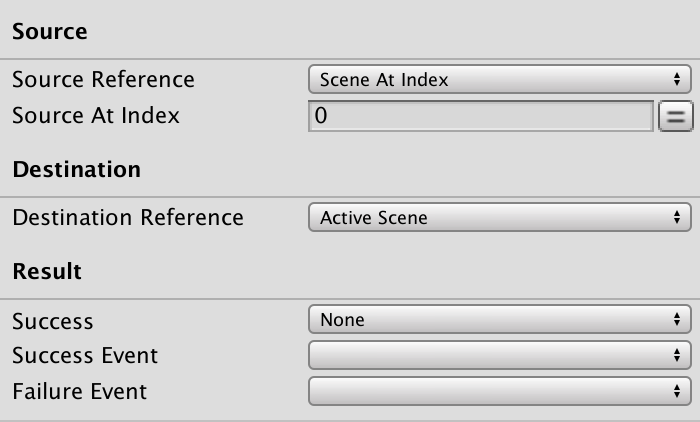 Source
Source Reference Scene At Index
Source At Index 0
Destination
Destination Reference Active Scene
Result
Success None
Success Event
Failure Event